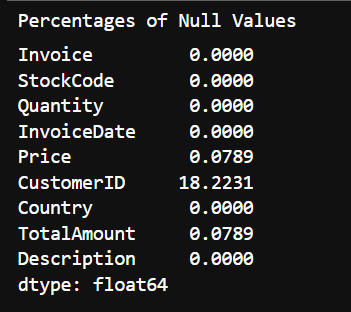 Percentages of Null Values
Invoice 0.0000
StockCode 0.0000
Quantity 0.0000
InvoiceDate 0.0000
Price 0.0789
CustomerID 18.2231
Country 0.0000
TotalAmount 0.0789
Description 0.0000
dtype: float64